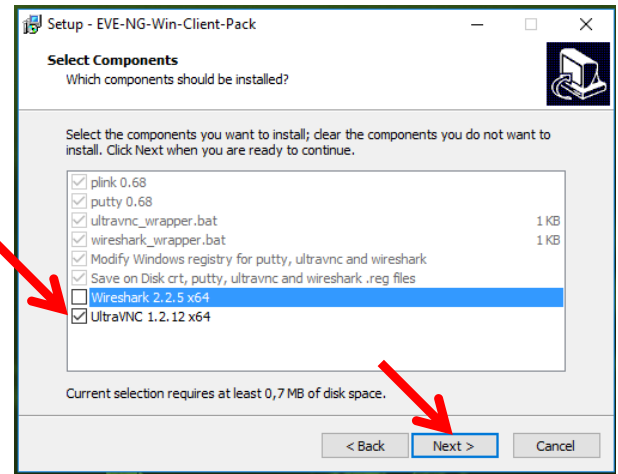 Setup - EVE-NG-Win-Client-Pack
Select Components
Which components should be installed?
Select the components you want to install; clear the components you do not want to
install. Click Next when you are ready to continue.
plink 0.68
putty 0.68
ultravnc_wrapper.bat 1 KB
wireshark_wrapper.bat 1 KB
Modify Windows registry for putty, ultravnc and wireshark
Save on Disk crt, putty, ultravnc and wireshark .reg files
Wireshark 2.2.5 x64
UltraVNC 1.2.12 x64
Current selection requires at least 0,7 MB of disk space.
< Back Next > Cancel